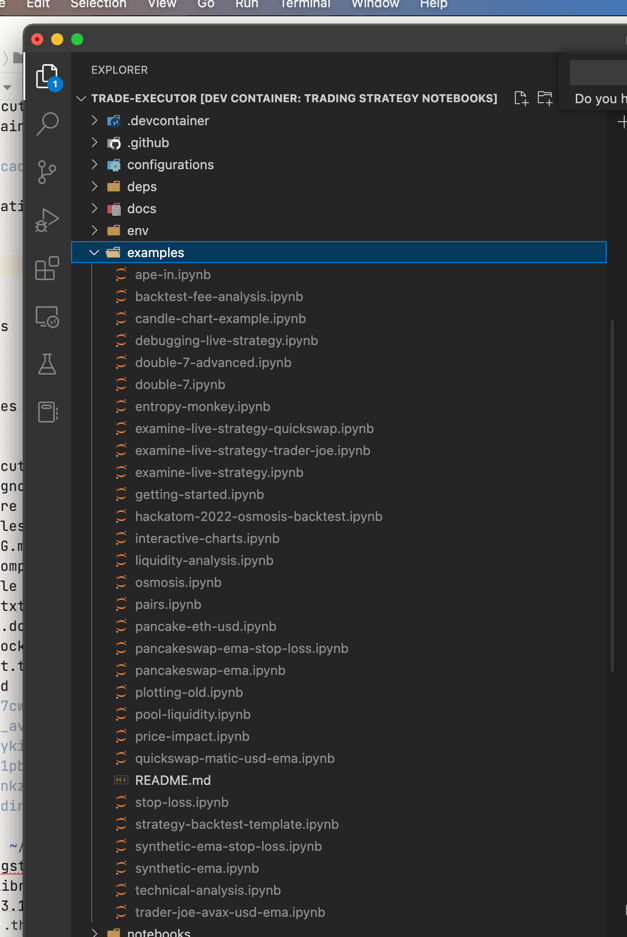 Edit Selection View Go Run Terminal Window Help
EXPLORER
TRADE-EXECUTOR [DEV CONTAINER: TRADING STRATEGY NOTEBOOKS]
Do you h
.devcontainer
.github
configurations
deps
docs
env
examples
ape-in.ipynb
backtest-fee-analysis.ipynb
candle-chart-example.ipynb
debugging-live-strategy.ipynb
double-7-advanced.ipynb
double-7.ipynb
entropy-monkey.ipynb
examine-live-strategy-quickswap.ipynb
examine-live-strategy-trader-joe.ipynb
examine-live-strategy.ipynb
getting-started.ipynb
hackatom-2022-osmosis-backtest.ipynb
interactive-charts.ipynb
liquidity-analysis.ipynb
osmosis.ipynb
pairs.ipynb
pancake-eth-usd.ipynb
pancakeswap-ema-stop-loss.ipynb
pancakeswap-ema.ipynb
plotting-old.ipynb
pool-liquidity.ipynb
price-impact.ipynb
quickswap-matic-usd-ema.ipynb
README.md
stop-loss.ipynb
strategy-backtest-template.ipynb
synthetic-ema-stop-loss.ipynb
synthetic-ema.ipynb
technical-analysis.ipynb
trader-joe-avax-usd-ema.ipynb
notebooks
1